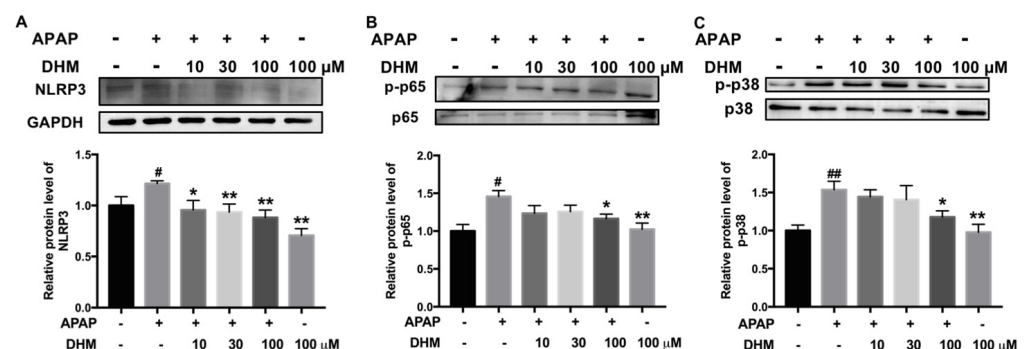 A
APAP - + + + + -
DHM - - 10 30 100 100 µM
NLRP3
GAPDH
Relative protein level of
NLRP3
1.5
1.0
0.5
0.0
# * ** ** **
APAP - + + + + -
DHM - - 10 30 100 100 µM
B
APAP - + + + + -
DHM - - 10 30 100 100 µM
p-p65
p65
Relative protein level of
p-p65
2.0
1.5
1.0
0.5
0.0
# * **
APAP - + + + + -
DHM - - 10 30 100 100 µM
C
APAP - + + + + -
DHM - - 10 30 100 100 µM
p-p38
p38
Relative protein level of
p-p38
2.0
1.5
1.0
0.5
0.0
## * **
APAP - + + + + -
DHM - - 10 30 100 100 µM